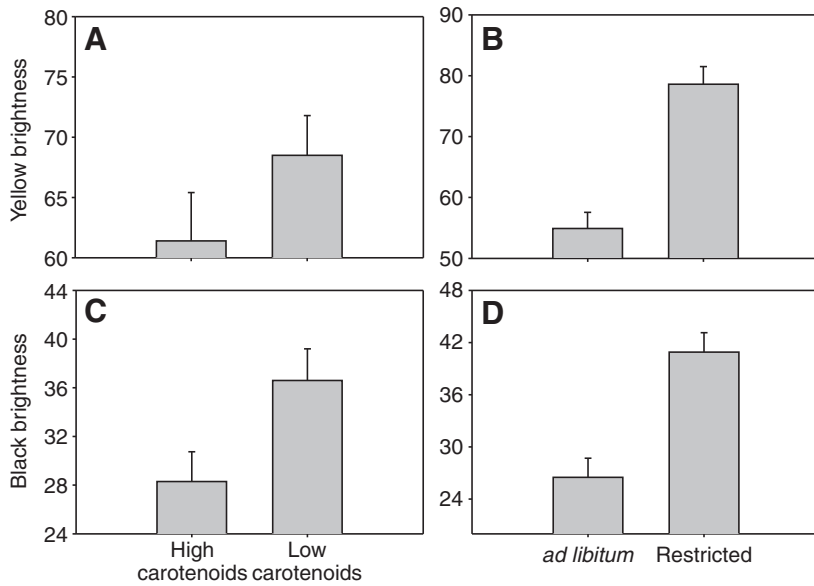 A
Yellow brightness
80
75
70
65
60
B
90
80
70
60
50
C
Black brightness
44
40
36
32
28
24
High
carotenoids
Low
carotenoids
D
48
42
36
30
24
ad libitum
Restricted